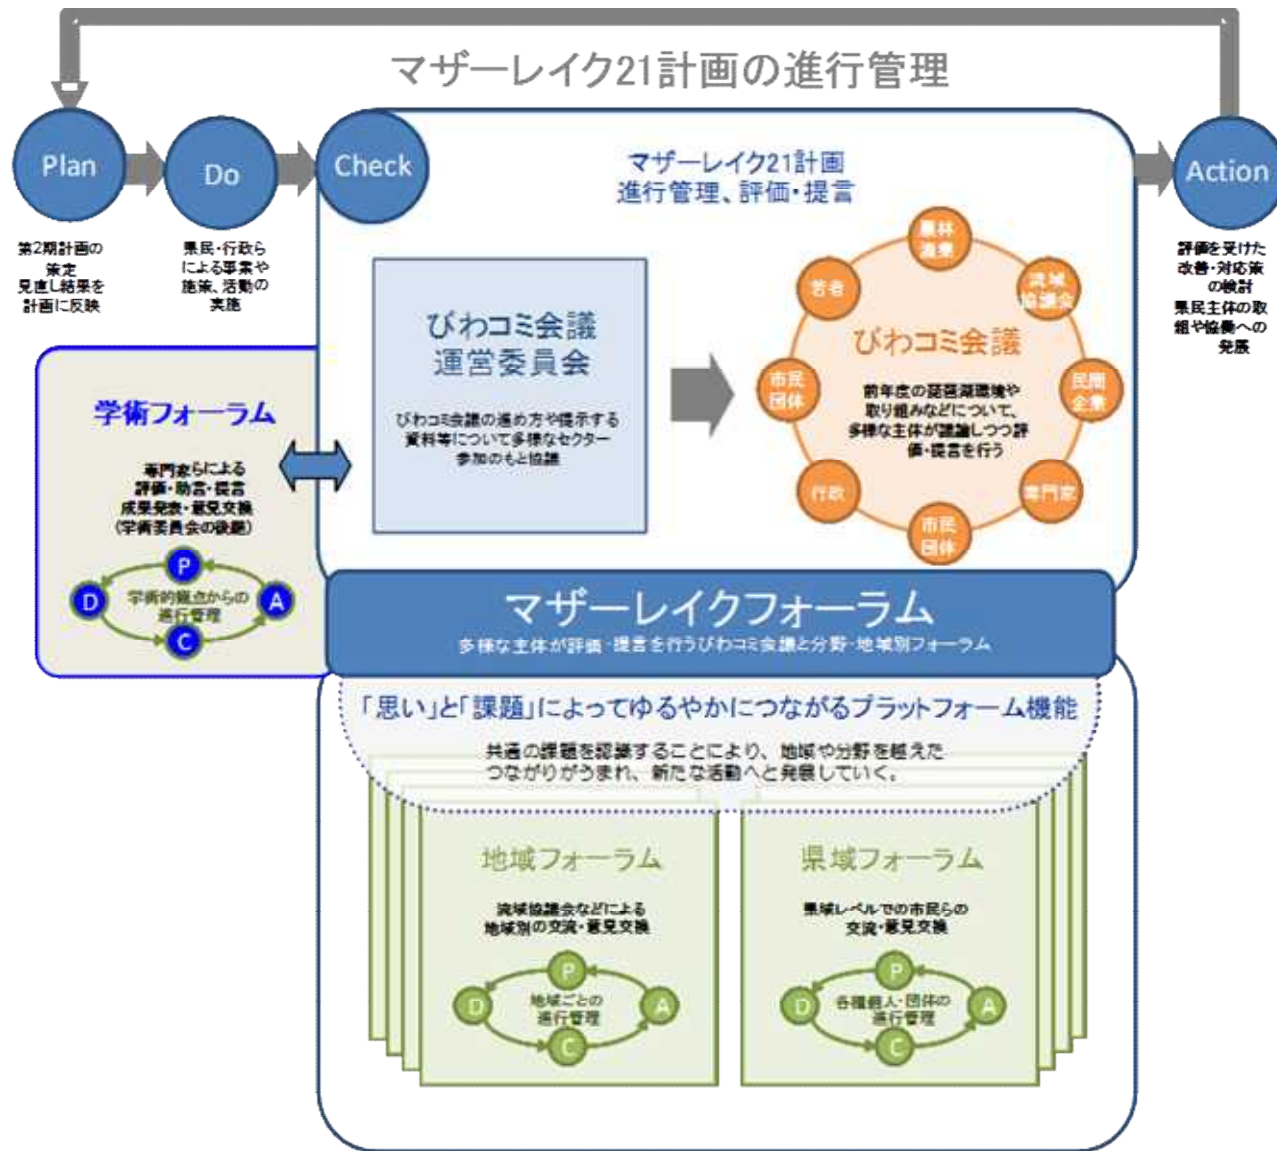 マザーレイク21計画の進行管理
Plan
Do
Check
Action
第2期計画の
策定
見直し結果を
計画に反映
県民・行政ら
による事業や
施策、活動の
実施
評価を受けた
改善・対応策
の検討
県民主体の取
組や協働への
発展
マザーレイク21計画
進行管理、評価・提言
びわコミ会議
運営委員会
びわコミ会議の進め方や提示する
資料等について多様なセクター
参加のもと協議
びわコミ会議
前年度の琵琶湖環境や
取り組みなどについて、
多様な主体が議論しつつ評
価・提言を行う
農林
漁業
流域
協議会
民間
企業
専門家
市民
団体
行政
市民
団体
若者
学術フォーラム
専門家らによる
評価・助言・提言
成果発表・意見交換
(学術委員会の後継)
P
D
A
C
学術的観点からの
進行管理
マザーレイクフォーラム
多様な主体が評価・提言を行うびわコミ会議と分野・地域別フォーラム
「思い」と「課題」によってゆるやかにつながるプラットフォーム機能
共通の課題を認識することにより、地域や分野を越えた
つながりがうまれ、新たな活動へと発展していく。
地域フォーラム
流域協議会などによる
地域別の交流・意見交換
P
D
A
C
地域ごとの
進行管理
県域フォーラム
県域レベルでの市民らの
交流・意見交換
P
D
A
C
各種個人・団体の
進行管理